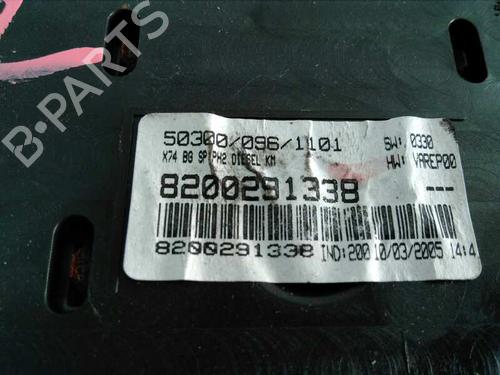 B-PARTS
50300/096/1101 SW: 0330
X74 BG SP PH2 DIESEL KM HW: VAREP00
8200291338 ---
8200291338 IND:200 10/03/2005 14:4